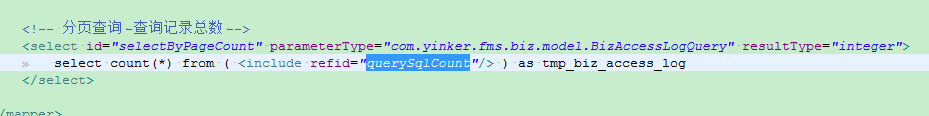 <!-- 分页查询-查询记录总数-->
<select id="selectByPageCount" parameterType="com.yinker.fms.biz.model.BizAccessLogQuery" resultType="integer">
» select count(*) from ( <include refid="querySqlCount"/> ) as tmp_biz_access_log
</select>
/mapper>